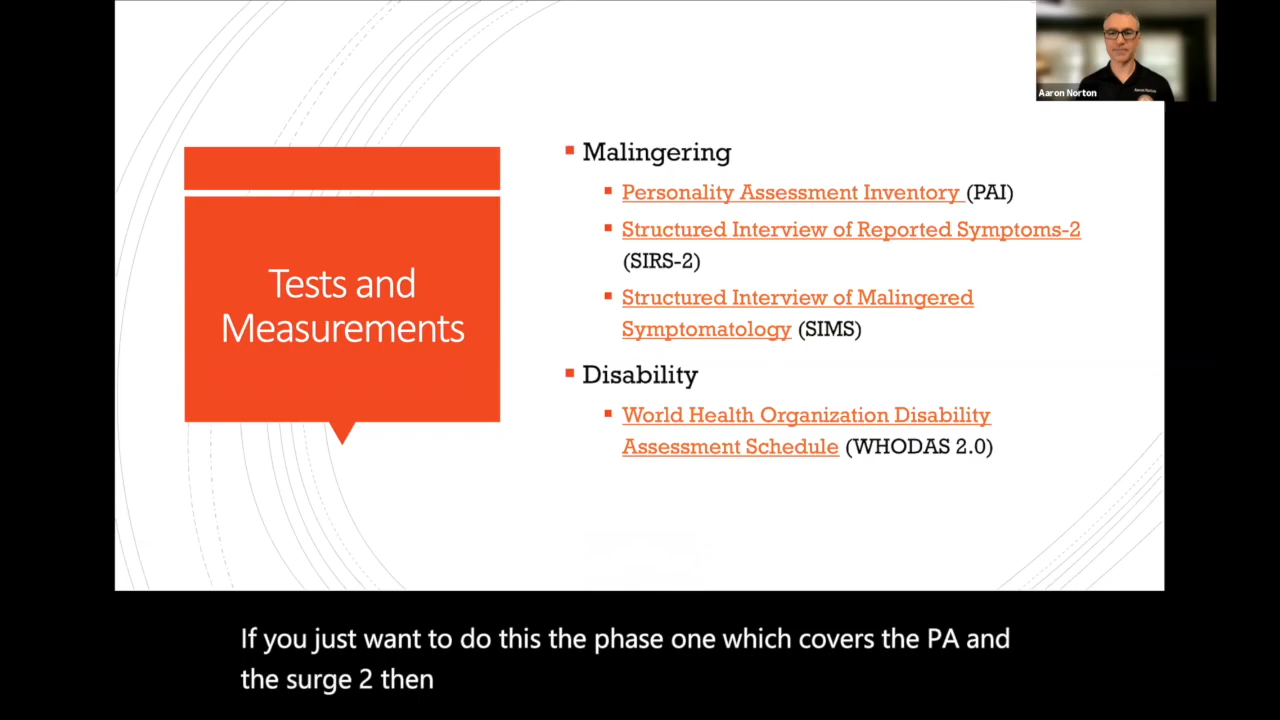 Aaron Norton
Malingering
Personality Assessment Inventory (PAI)
Structured Interview of Reported Symptoms-2
(SIRS-2)
Structured Interview of Malingered
Symptomatology (SIMS)
Tests and
Measurements
Disability
World Health Organization Disability
Assessment Schedule (WHODAS 2.0)
If you just want to do this the phase one which covers the PA and
the surge 2 then